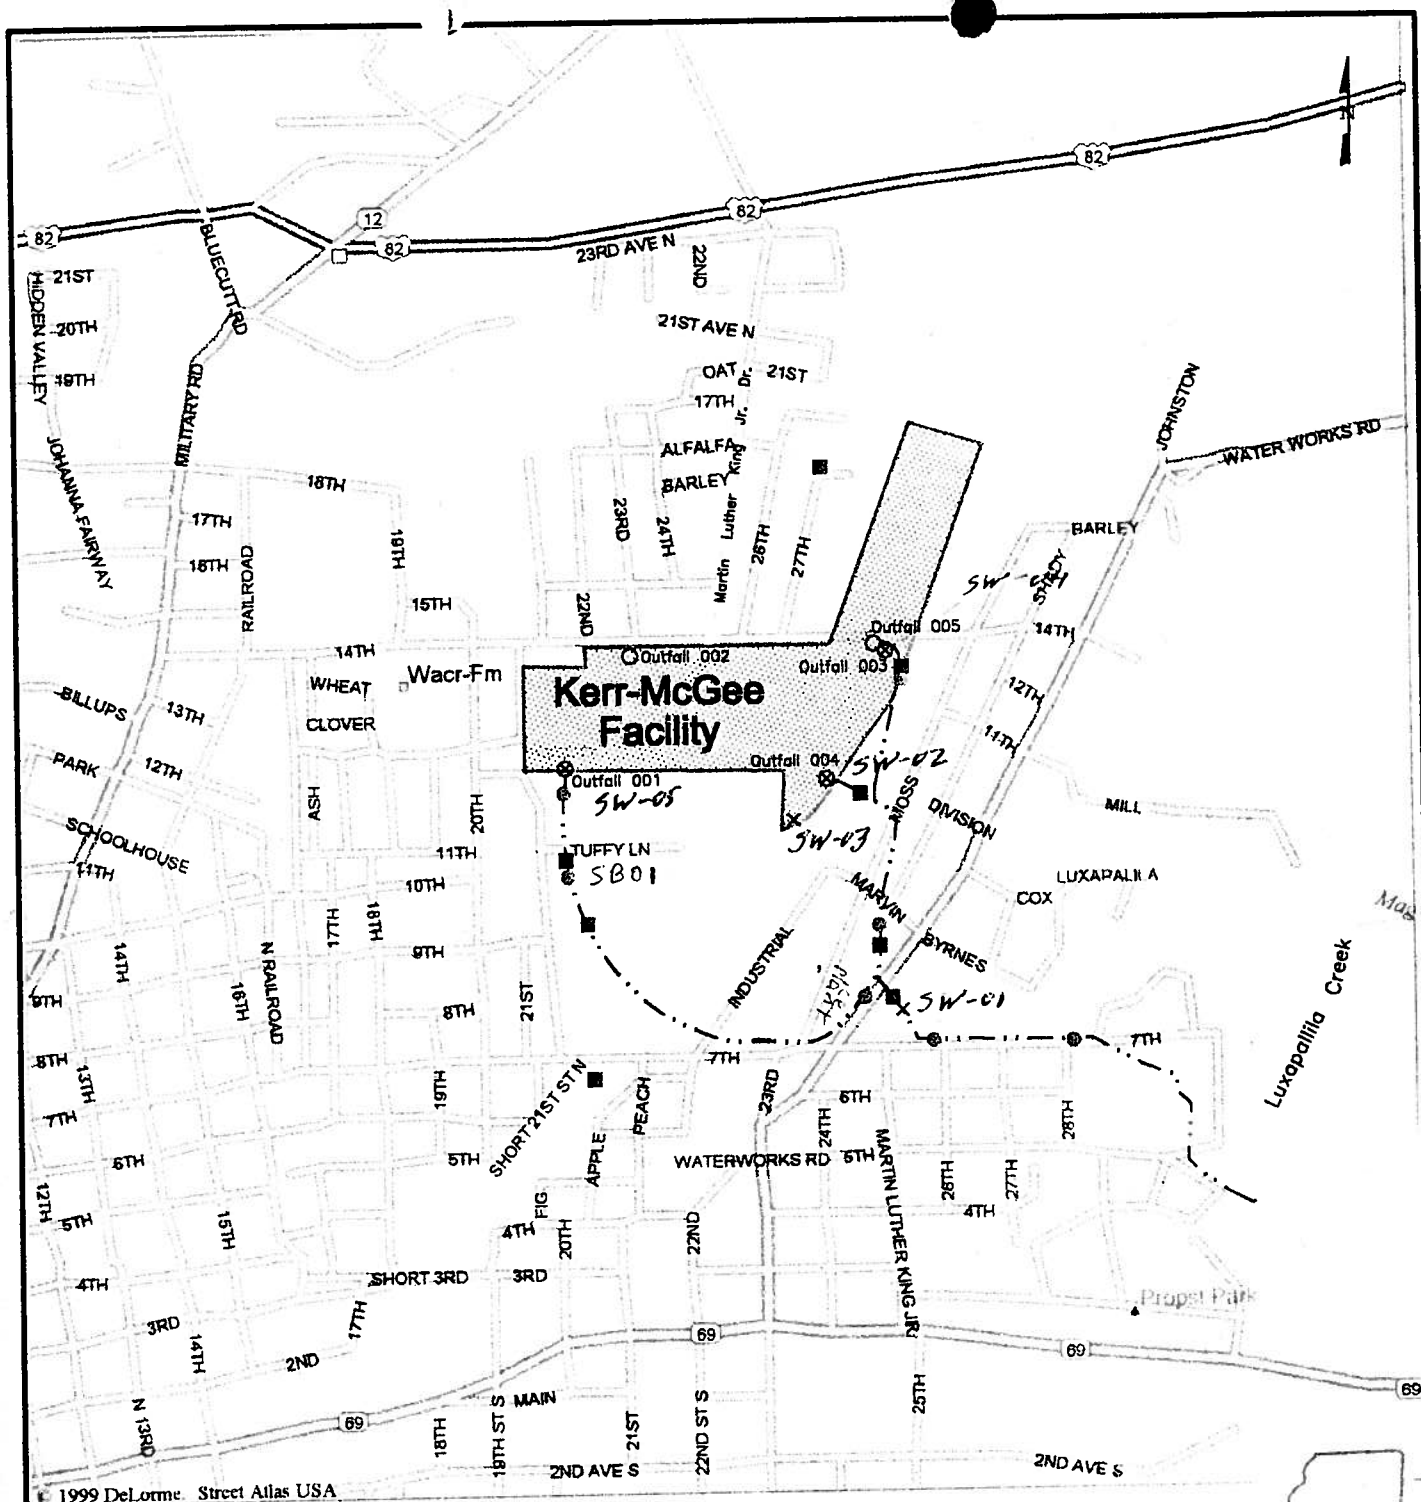 N
82
82
82
82
12
BLUECUTT RD
23RD AVE N
22ND
21ST
HIDDEN VALLEY
20TH
19TH
21ST AVE N
OAT
21ST
17TH
MILITARY RD
JOHANNA FAIRWAY
ALFALFA
BARLEY
Martin Luther King Jr. Dr.
JOHNSTON
WATER WORKS RD
18TH
17TH
16TH
RAILROAD
19TH
23RD
24TH
26TH
27TH
BARLEY
SHADY
SW-04
15TH
22ND
14TH
14TH
Outfall 005
Outfall 002
Outfall 003
WHEAT
Wacr-Fm
Kerr-McGee
Facility
12TH
BILLUPS
13TH
CLOVER
11TH
PARK
12TH
Outfall 004
SW-02
Outfall 001
SW-05
ASH
20TH
MOSS
DIVISION
MILL
SCHOOLHOUSE
SW-03
11TH
11TH
TUFFY LN
SB01
10TH
MARVIN
LUXAPALILA
COX
Mag
17TH
18TH
9TH
14TH
16TH
N RAILROAD
INDUSTRIAL
BYRNES
Luxapallila Creek
9TH
8TH
21ST
SW-01
7TH
7TH
8TH
13TH
19TH
SHORT 21ST ST N
PEACH
23RD
6TH
24TH
28TH
7TH
6TH
5TH
APPLE
WATERWORKS RD
5TH
MARTIN LUTHER KING JR
26TH
27TH
12TH
5TH
15TH
FIG
4TH
20TH
22ND
4TH
4TH
SHORT 3RD
3RD
Propst Park
3RD
17TH
14TH
2ND
69
69
69
69
N 13RD
18TH
19TH ST S
MAIN
21ST
22ND ST S
25TH
2ND AVE S
2ND AVE S
1999 DeLorme. Street Atlas USA